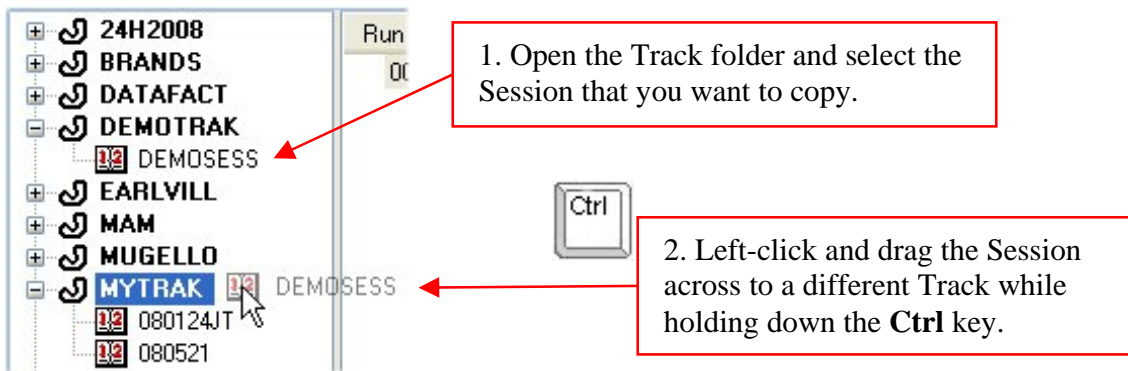 24H2008
BRANDS
DATAFACT
DEMOTRAK
DEMOSESS
EARLVILL
MAM
MUGELLO
MYTRAK DEMOSESS
080124JT
080521
Run
00
1. Open the Track folder and select the
Session that you want to copy.
Ctrl
2. Left-click and drag the Session
across to a different Track while
holding down the Ctrl key.